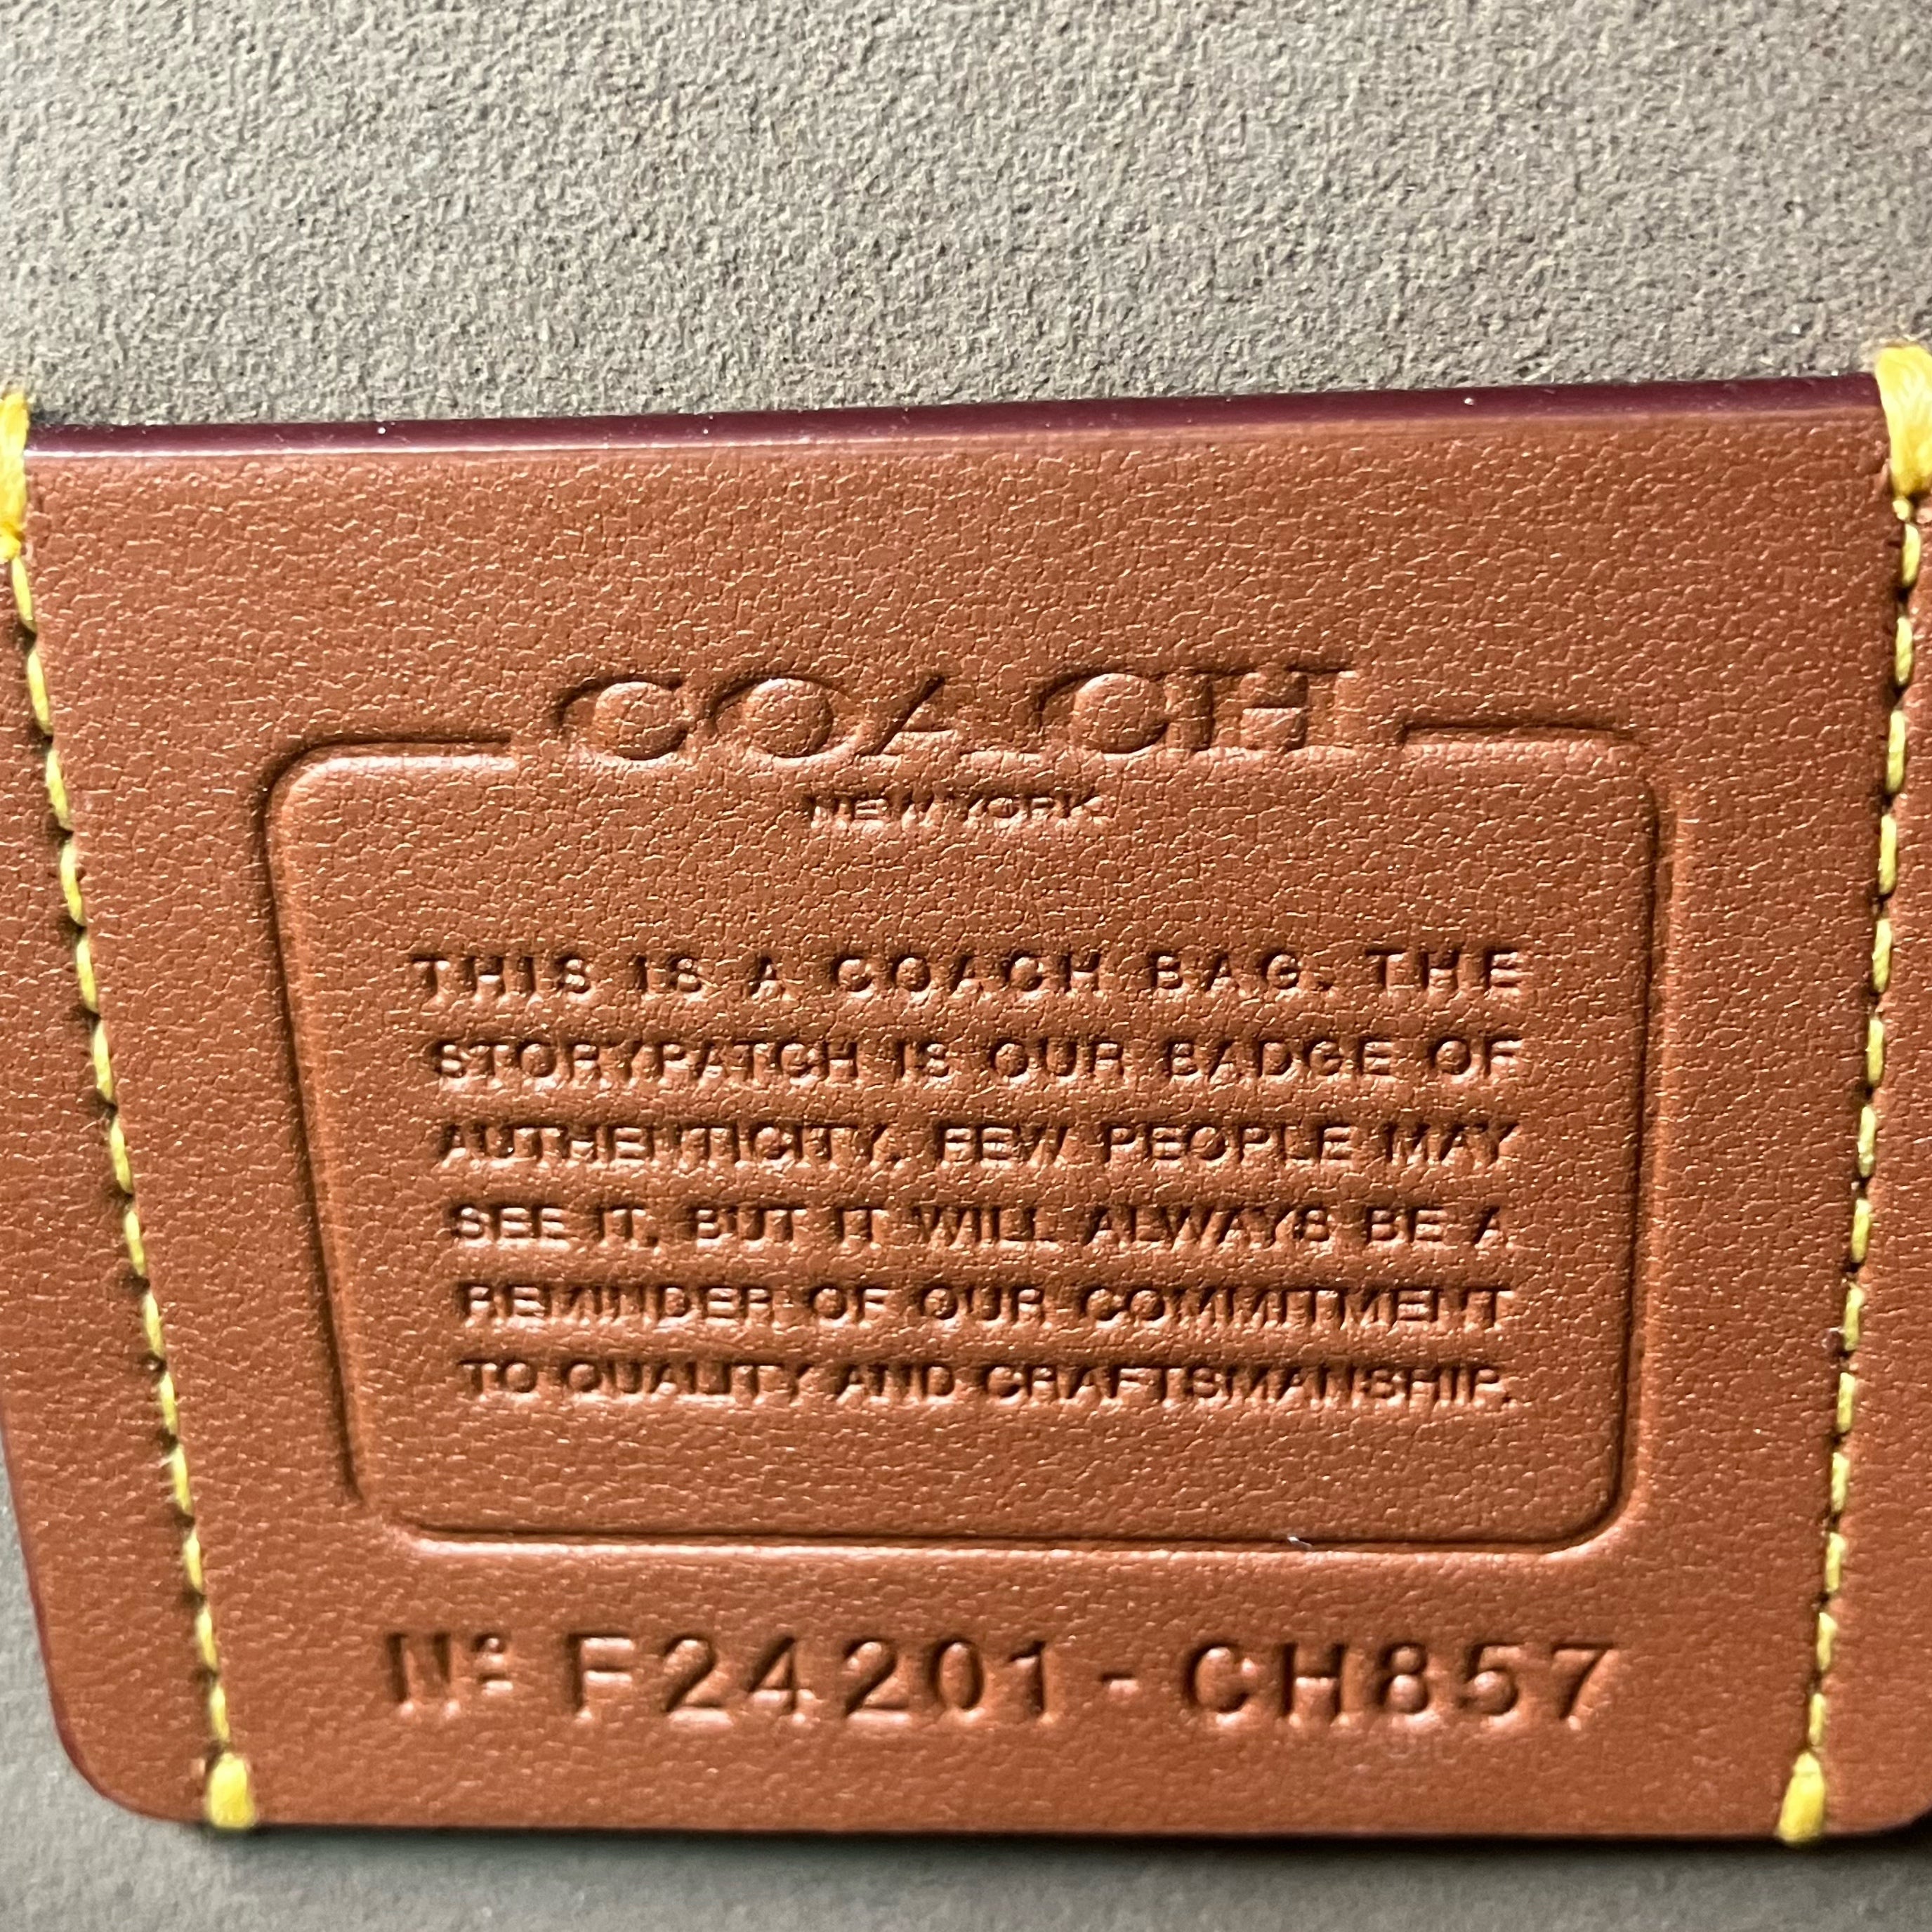 COACH
NEW YORK
THIS IS A COACH BAG. THE
STORYPATCH IS OUR BADGE OF
AUTHENTICITY. FEW PEOPLE MAY
SEE IT, BUT IT WILL ALWAYS BE A
REMINDER OF OUR COMMITMENT
TO QUALITY AND CRAFTSMANSHIP.
Nº F24201-CH857